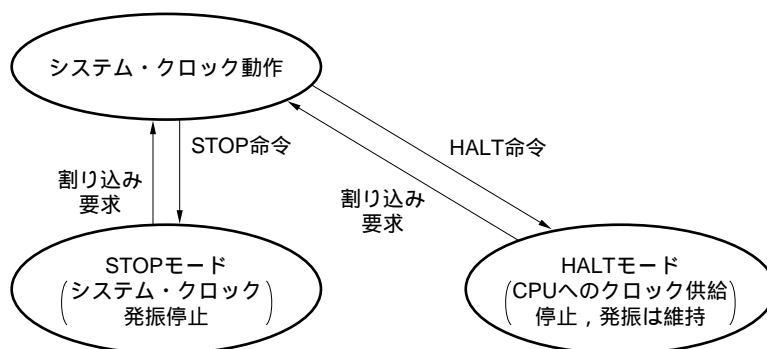 システム・クロック動作
STOP命令
HALT命令
割り込み
要求
割り込み
要求
STOPモード
(システム・クロック
発振停止)
HALTモード
(CPUへのクロック供給
停止,発振は維持)